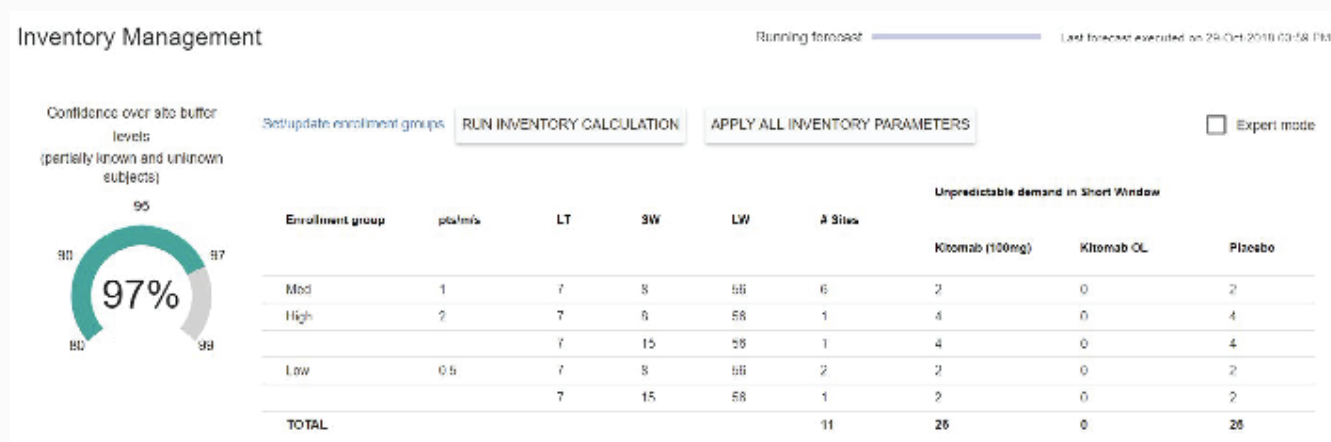 Inventory Management
Running forecast
Last forecast executed on 29-Oct-2018 03:59 PM
Confidence over site buffer
levels
(partially known and unknown
subjects)
80
90
95
97
99
97%
Set/update enrollment groups RUN INVENTORY CALCULATION APPLY ALL INVENTORY PARAMETERS Expert mode
Unpredictable demand in Short Window
Enrollment group pts/m/s LT SW LW # Sites
Kitomab (100mg) Kitomab OL Placebo
Med 1 7 8 56 6 2 0 2
High 2 7 8 56 1 4 0 4
7 15 56 1 4 0 4
Low 0.5 7 8 56 2 2 0 2
7 15 56 1 2 0 2
TOTAL 11 26 0 26